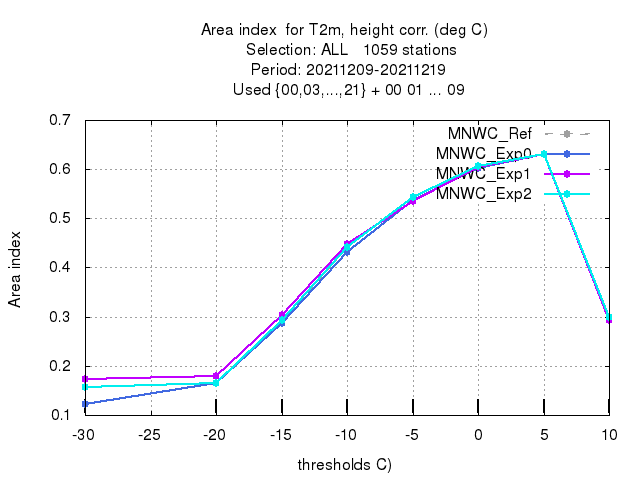 Area index  for T2m, height corr. (deg C)
Selection: ALL   1059 stations
Period: 20211209-20211219
Used {00,03,...,21} + 00 01 ... 09
0.7
0.6
0.5
0.4
0.3
0.2
0.1
Area index
MNWC_Ref
MNWC_Exp0
MNWC_Exp1
MNWC_Exp2
-30 -25 -20 -15 -10 -5 0 5 10
thresholds C)